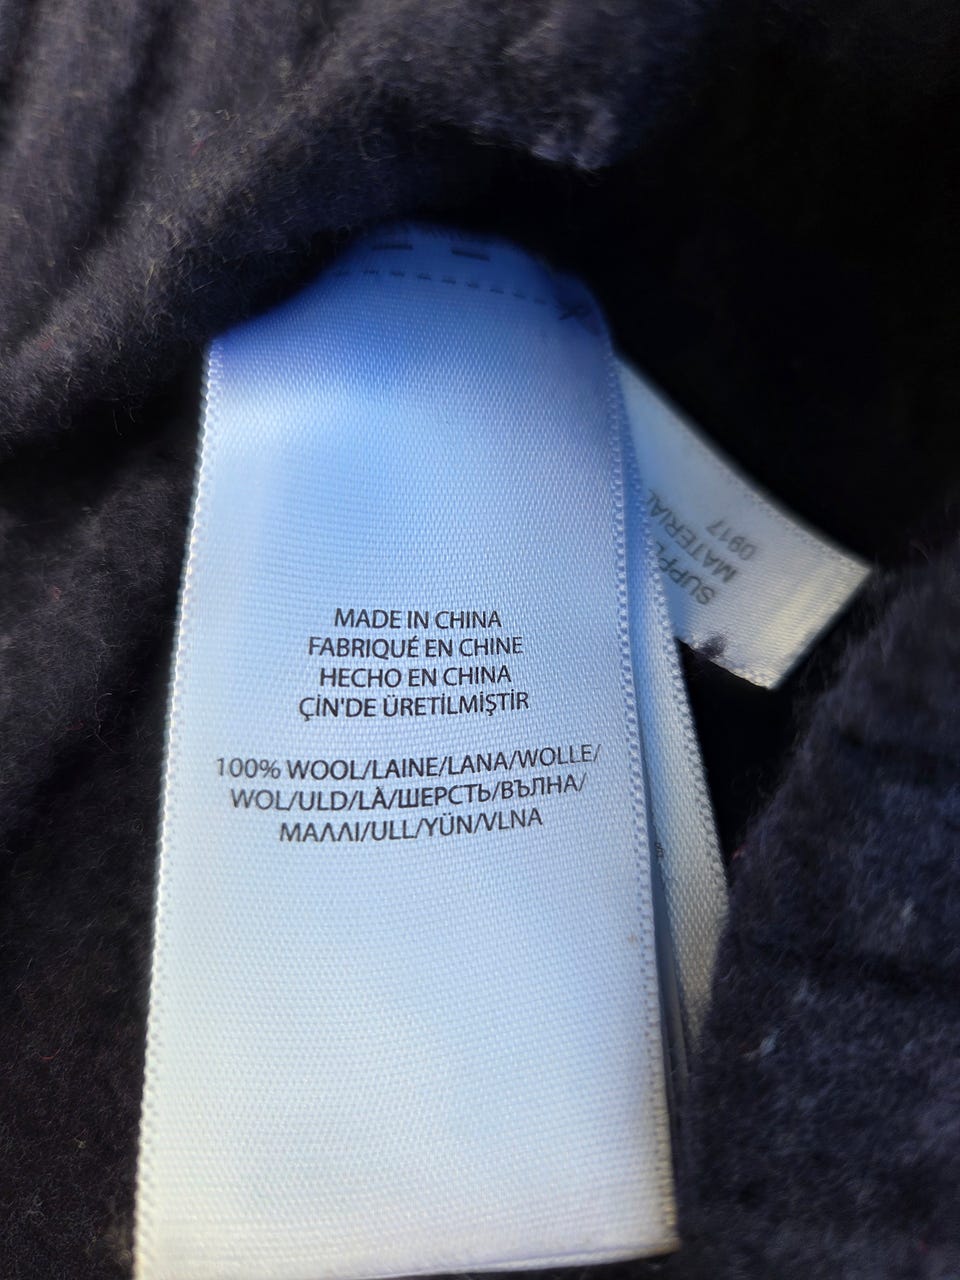 MADE IN CHINA
FABRIQUÉ EN CHINE
HECHO EN CHINA
ÇİN'DE ÜRETİLMİŞTİR
100% WOOL/LAINE/LANA/WOLLE/
WOL/ULD/LÀ/ШЕРСТЬ/ВЪЛНА/
ΜΑΛΛΙ/ULL/YÜN/VLNA
MATERIAL
0917